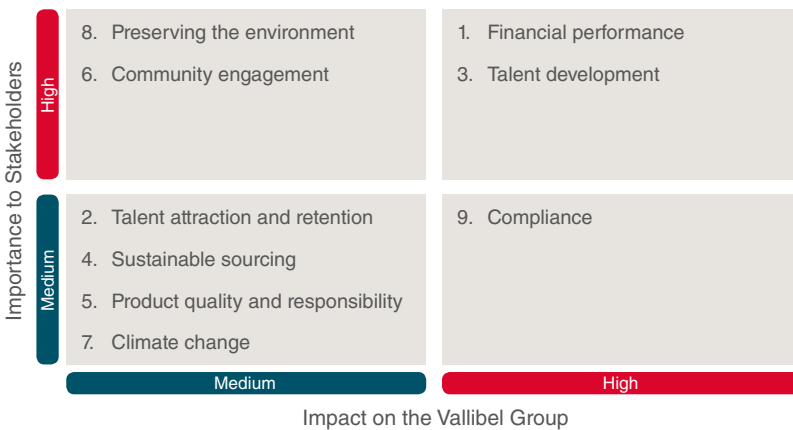 Importance to Stakeholders
High
8. Preserving the environment
6. Community engagement
1. Financial performance
3. Talent development
Medium
2. Talent attraction and retention
4. Sustainable sourcing
5. Product quality and responsibility
7. Climate change
9. Compliance
Medium
High
Impact on the Vallibel Group